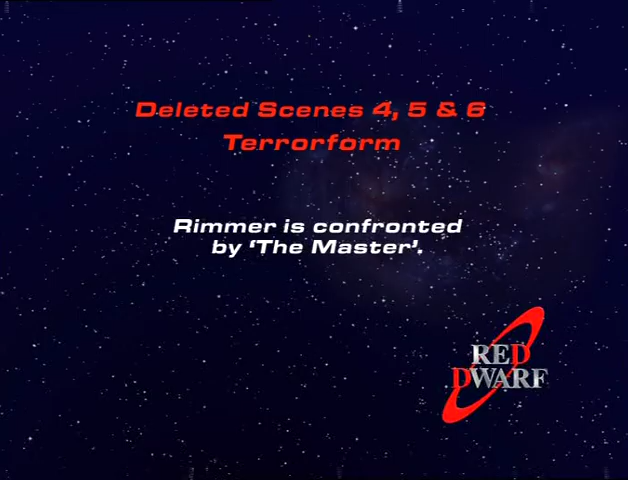 Deleted Scenes 4, 5 & 6
Terrorform
Rimmer is confronted
by ‘The Master’.
RED
DWARF